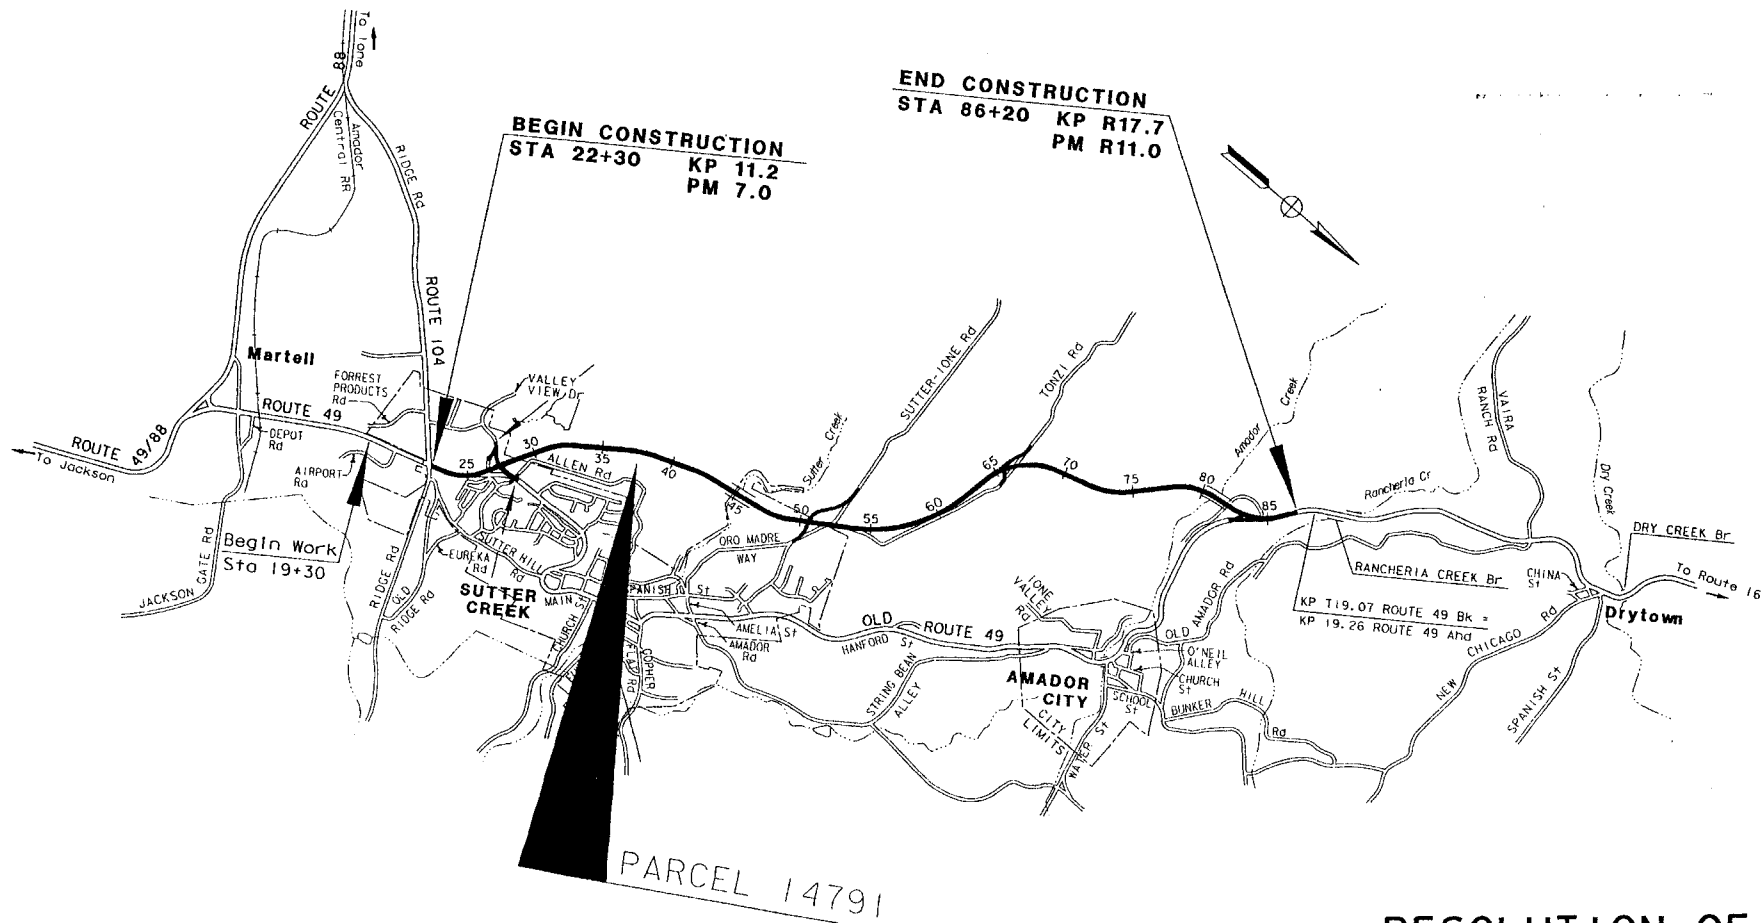 To Ione
ROUTE 88
Amador
Central RR
RIDGE Rd
ROUTE 104
BEGIN CONSTRUCTION
STA 22+30 KP 11.2
PM 7.0
END CONSTRUCTION
STA 86+20 KP R17.7
PM R11.0
Martell
FORREST
PRODUCTS
Rd
ROUTE 49
DEPOT
Rd
ROUTE 49/88
To Jackson
AIRPORT
Rd
VALLEY
VIEW Dr
25
30
35
40
45
50
55
60
65
70
75
80
85
ALLEN Rd
Sutter Creek
SUTTER-IONE Rd
TONZI Rd
Amador Creek
Rancheria Cr
VAIRA
RANCH Rd
Dry Creek
DRY CREEK Br
To Route 16
Begin Work
Sta 19+30
JACKSON GATE Rd
RIDGE Rd
OLD
RIDGE Rd
EUREKA
Rd
SUTTER HILL
Rd
SUTTER
CREEK
MAIN St
SPANISH St
CHURCH St
ORO MADRE
WAY
AMELIA St
AMADOR
Rd
GOPHER
FLAT Rd
OLD ROUTE 49
HANFORD
St
STRING BEAN
ALLEY
IONE
VALLEY
Rd
AMADOR
CITY
CITY
LIMITS
WATER St
SCHOOL
St
OLD AMADOR Rd
O'NEIL
ALLEY
CHURCH
St
BUNKER HILL
Rd
RANCHERIA CREEK Br
KP T19.07 ROUTE 49 Bk =
KP 19.26 ROUTE 49 Ahd
CHINA
St
Drytown
NEW CHICAGO Rd
SPANISH St
PARCEL 14791
RESOLUTION OF